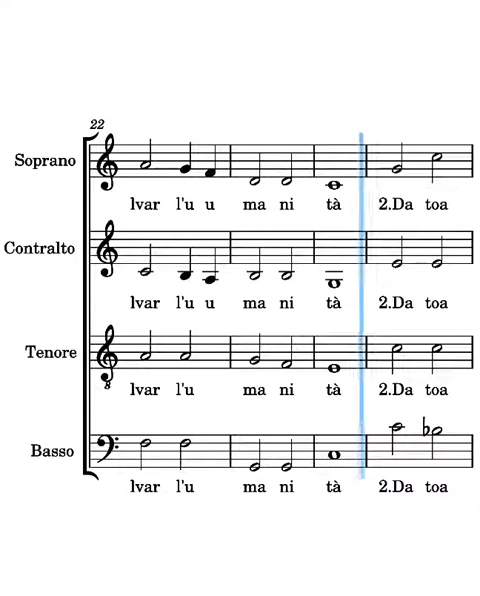 22
Soprano
lvar l'u u ma ni tà 2.Da toa
Contralto
lvar l'u u ma ni tà 2.Da toa
Tenore
8
lvar l'u ma ni tà 2.Da toa
Basso
lvar l'u ma ni tà 2.Da toa